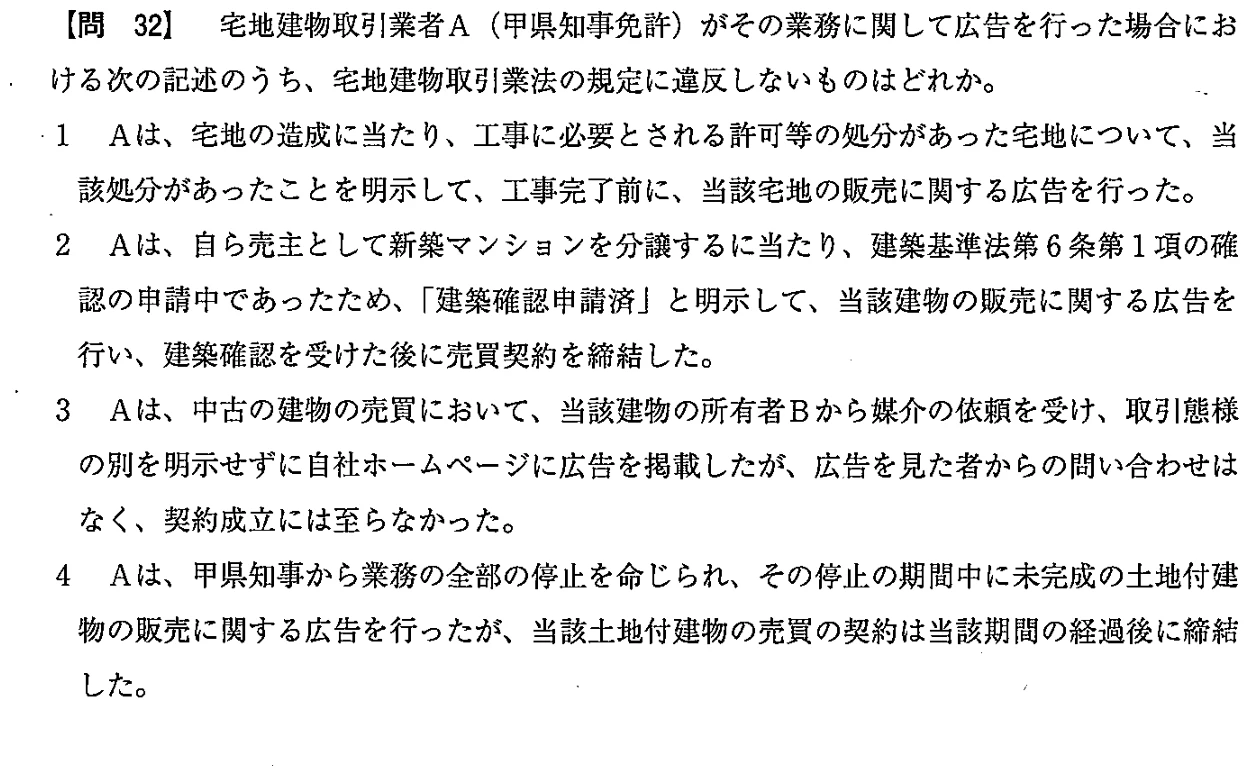 【問 32】 宅地建物取引業者A（甲県知事免許）がその業務に関して広告を行った場合にお
ける次の記述のうち、宅地建物取引業法の規定に違反しないものはどれか。
1 Aは、宅地の造成に当たり、工事に必要とされる許可等の処分があった宅地について、当
該処分があったことを明示して、工事完了前に、当該宅地の販売に関する広告を行った。
2 Aは、自ら売主として新築マンションを分譲するに当たり、建築基準法第6条第1項の確
認の申請中であったため、「建築確認申請済」と明示して、当該建物の販売に関する広告を
行い、建築確認を受けた後に売買契約を締結した。
3 Aは、中古の建物の売買において、当該建物の所有者Bから媒介の依頼を受け、取引態様
の別を明示せずに自社ホームページに広告を掲載したが、広告を見た者からの問い合わせは
なく、契約成立には至らなかった。
4 Aは、甲県知事から業務の全部の停止を命じられ、その停止の期間中に未完成の土地付建
物の販売に関する広告を行ったが、当該土地付建物の売買の契約は当該期間の経過後に締結
した。